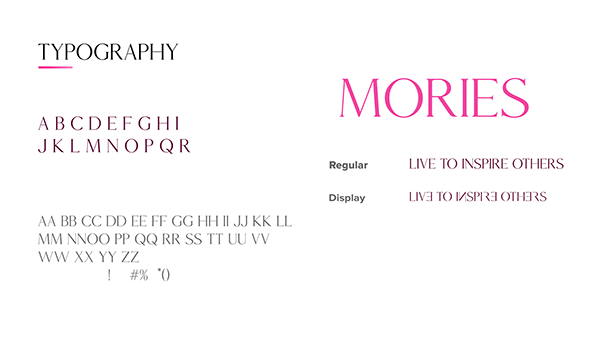 TYPOGRAPHY
A B C D E F G H I
J K L M N O P Q R
AA BB CC DD EE FF GG HH II JJ KK LL
MM NNOO PP QQ RR SS TT UU VV
WW XX YY ZZ
! #% *()
MORIES
Regular LIVE TO INSPIRE OTHERS
Display LIVƎ TO IИSPIRƎ OTHƎRS